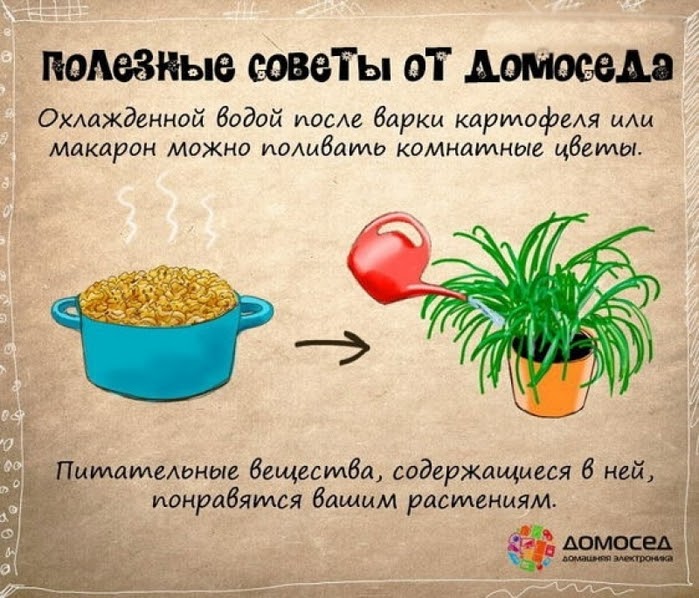 Полезные советы от Домоседа
Охлажденной водой после варки картофеля или
макарон можно поливать комнатные цветы.
Питательные вещества, содержащиеся в ней,
понравятся вашим растениям.
ДОМОСЕД
домашняя электроника